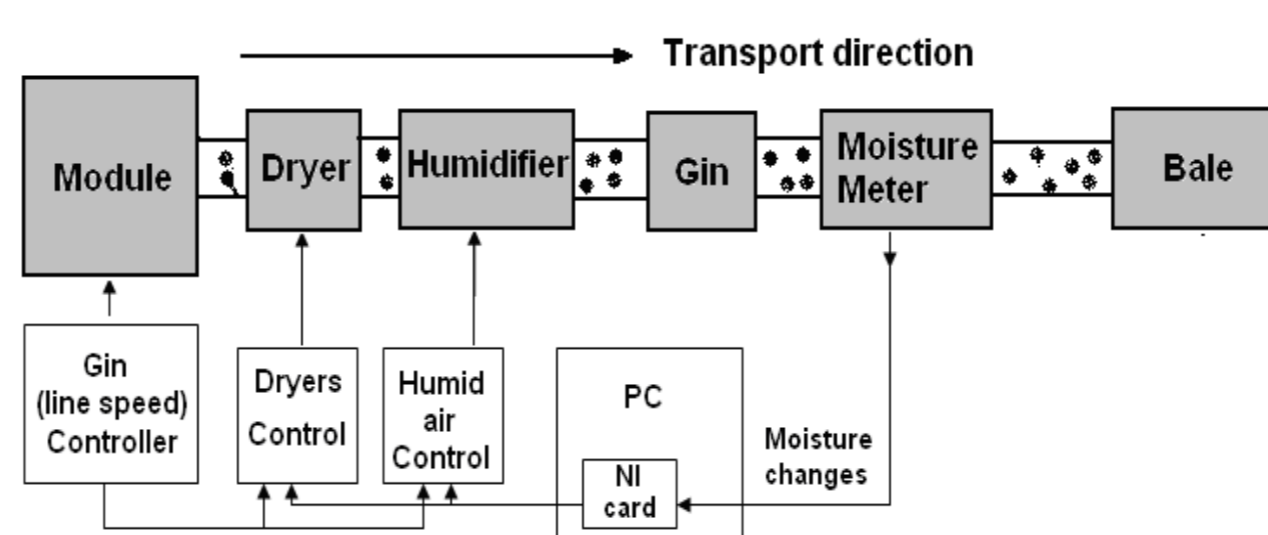 Transport direction
Module
Dryer
Humidifier
Gin
Moisture
Meter
Bale
Gin
(line speed)
Controller
Dryers
Control
Humid
air
Control
PC
NI
card
Moisture
changes